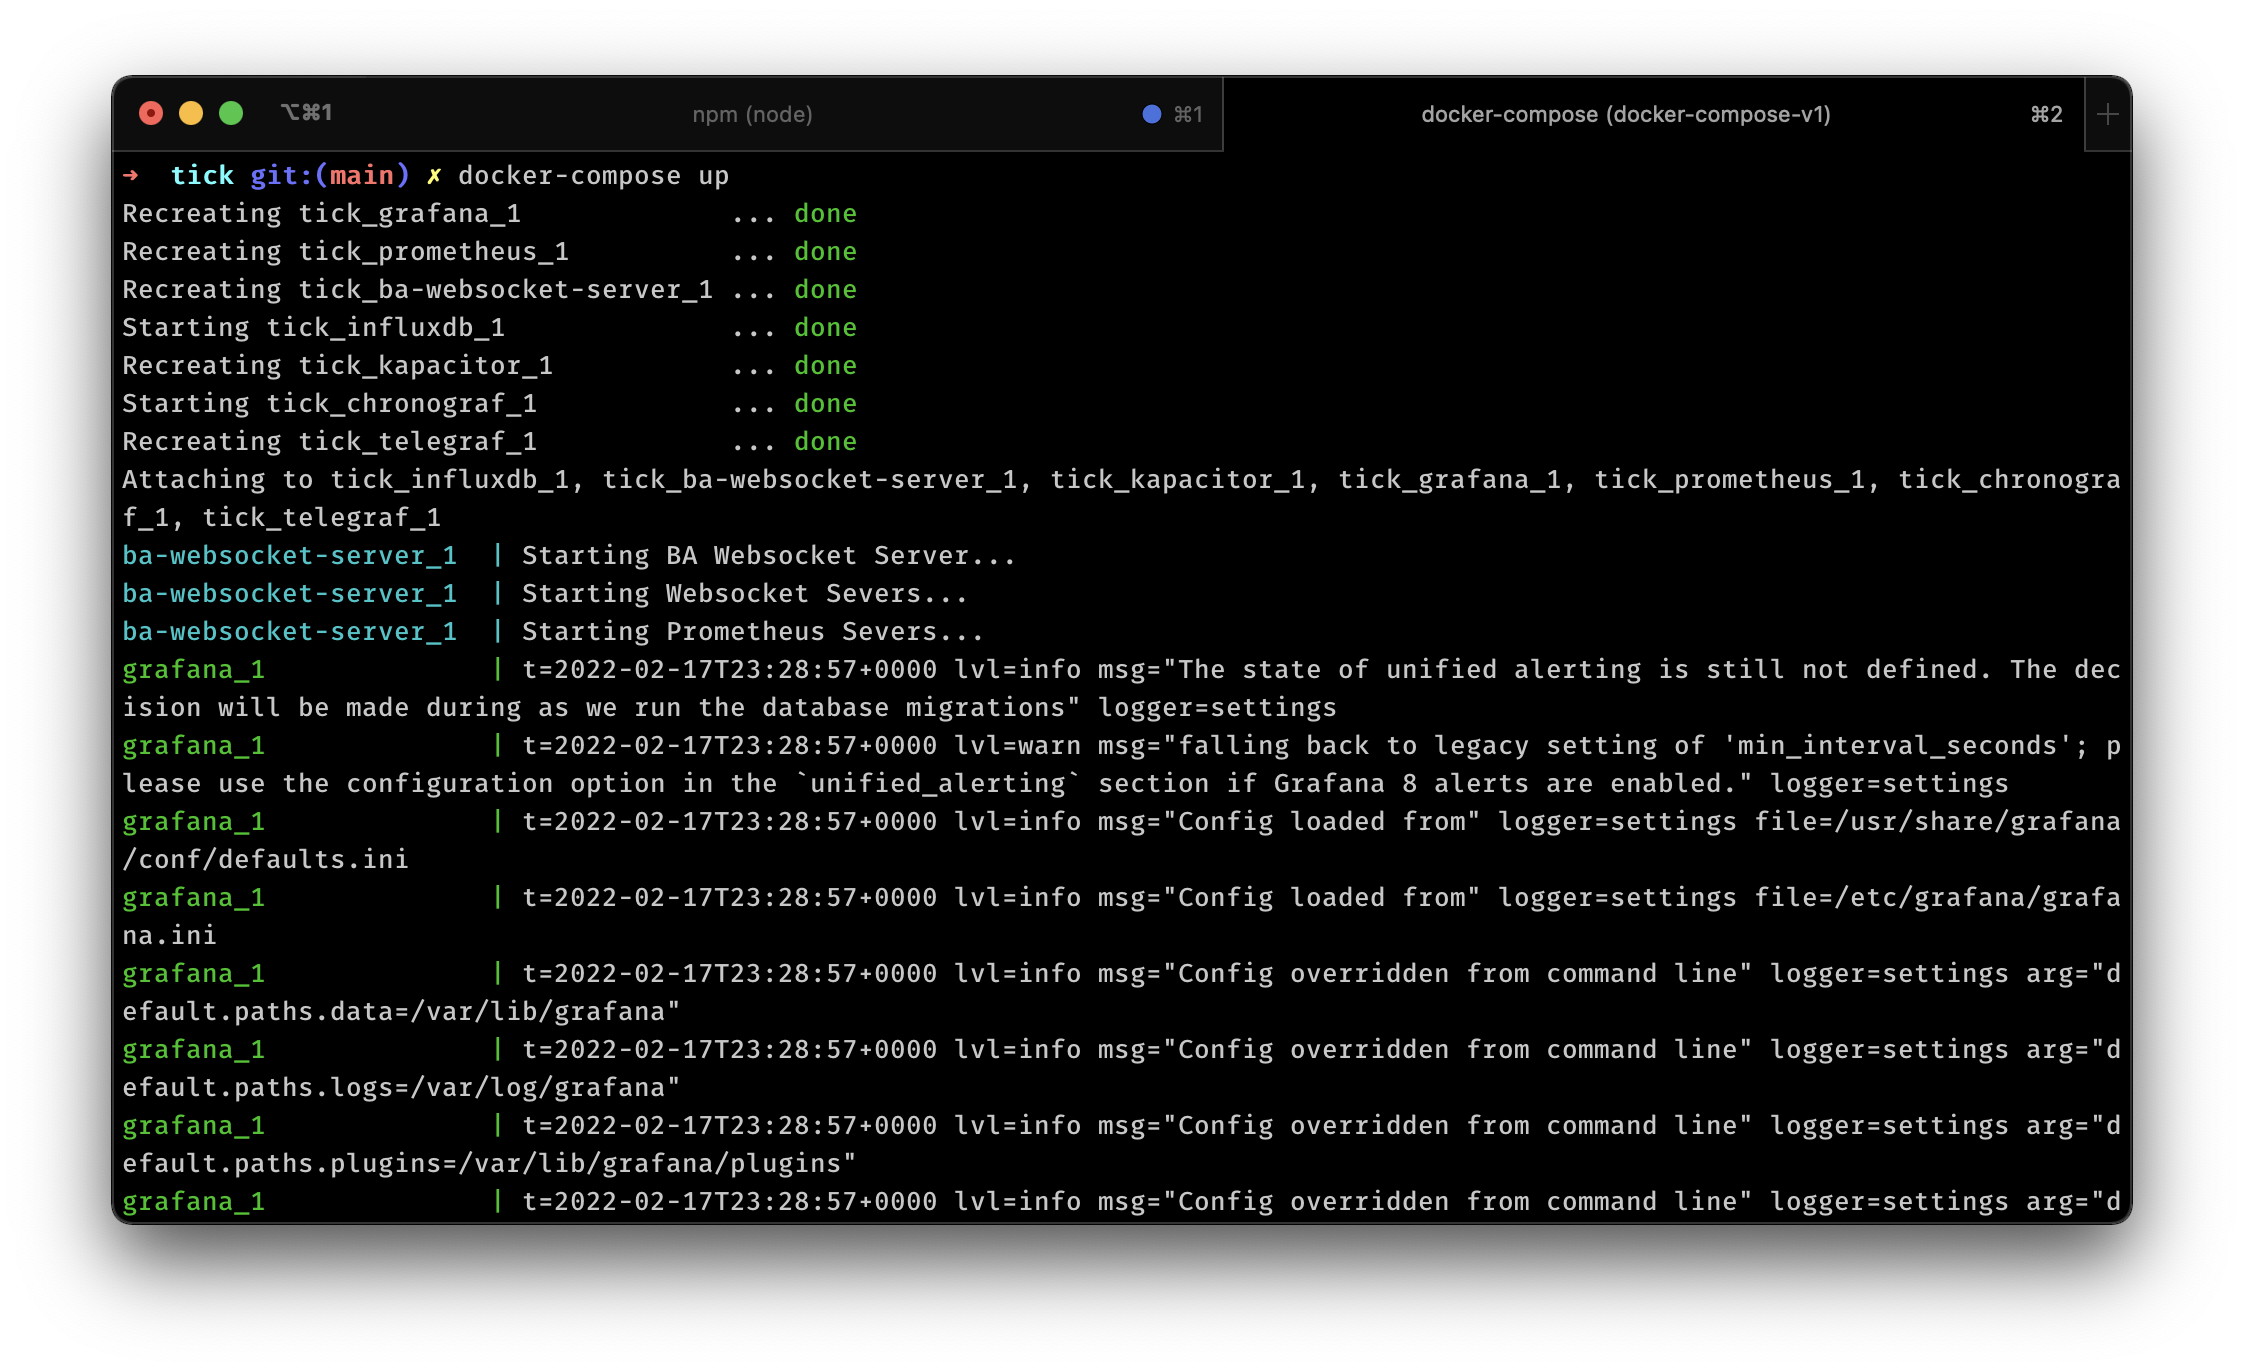 ⌥⌘1 npm (node) ⌘1 docker-compose (docker-compose-v1) ⌘2 +
➜  tick git:(main) ✗ docker-compose up
Recreating tick_grafana_1             ... done
Recreating tick_prometheus_1          ... done
Recreating tick_ba-websocket-server_1 ... done
Starting tick_influxdb_1              ... done
Recreating tick_kapacitor_1           ... done
Starting tick_chronograf_1            ... done
Recreating tick_telegraf_1            ... done
Attaching to tick_influxdb_1, tick_ba-websocket-server_1, tick_kapacitor_1, tick_grafana_1, tick_prometheus_1, tick_chronogra
f_1, tick_telegraf_1
ba-websocket-server_1  | Starting BA Websocket Server...
ba-websocket-server_1  | Starting Websocket Severs...
ba-websocket-server_1  | Starting Prometheus Severs...
grafana_1              | t=2022-02-17T23:28:57+0000 lvl=info msg="The state of unified alerting is still not defined. The dec
ision will be made during as we run the database migrations" logger=settings
grafana_1              | t=2022-02-17T23:28:57+0000 lvl=warn msg="falling back to legacy setting of 'min_interval_seconds'; p
lease use the configuration option in the `unified_alerting` section if Grafana 8 alerts are enabled." logger=settings
grafana_1              | t=2022-02-17T23:28:57+0000 lvl=info msg="Config loaded from" logger=settings file=/usr/share/grafana
/conf/defaults.ini
grafana_1              | t=2022-02-17T23:28:57+0000 lvl=info msg="Config loaded from" logger=settings file=/etc/grafana/grafa
na.ini
grafana_1              | t=2022-02-17T23:28:57+0000 lvl=info msg="Config overridden from command line" logger=settings arg="d
efault.paths.data=/var/lib/grafana"
grafana_1              | t=2022-02-17T23:28:57+0000 lvl=info msg="Config overridden from command line" logger=settings arg="d
efault.paths.logs=/var/log/grafana"
grafana_1              | t=2022-02-17T23:28:57+0000 lvl=info msg="Config overridden from command line" logger=settings arg="d
efault.paths.plugins=/var/lib/grafana/plugins"
grafana_1              | t=2022-02-17T23:28:57+0000 lvl=info msg="Config overridden from command line" logger=settings arg="d